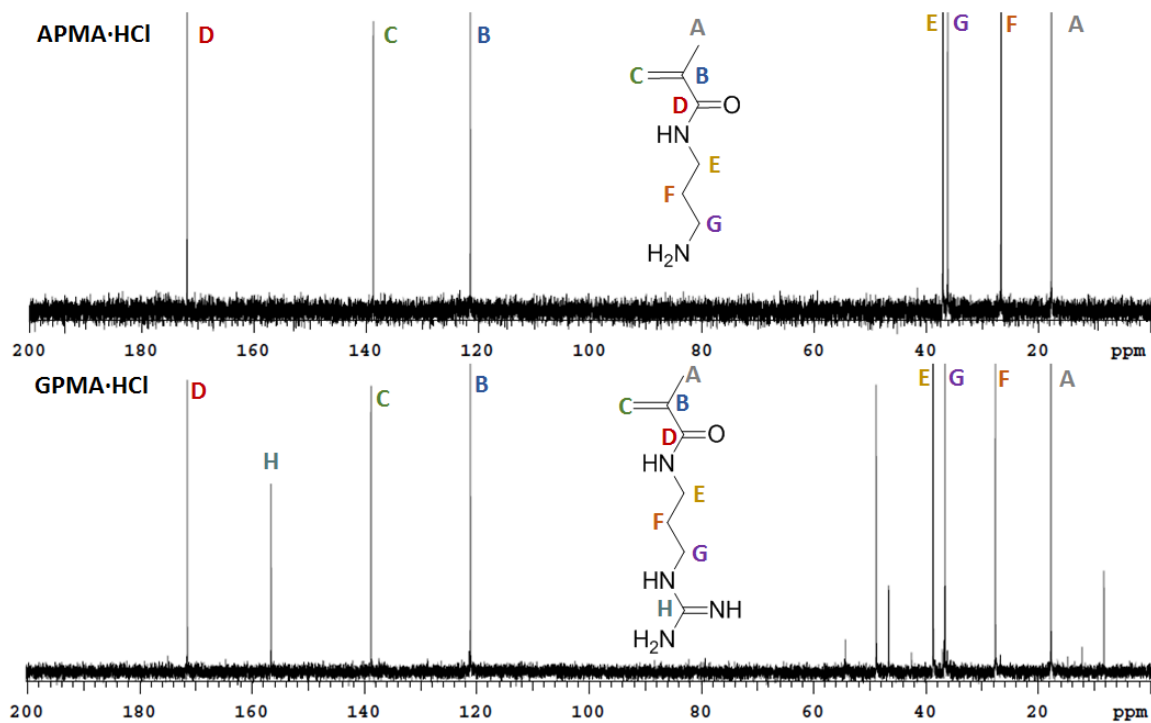 APMA·HCl D C B A E G F A
C B
D O
HN
E
F
G
H₂N
200 180 160 140 120 100 80 60 40 20 ppm
GPMA·HCl D H C B A E G F A
C B
D O
HN
E
F
G
HN
H NH
H₂N
200 180 160 140 120 100 80 60 40 20 ppm